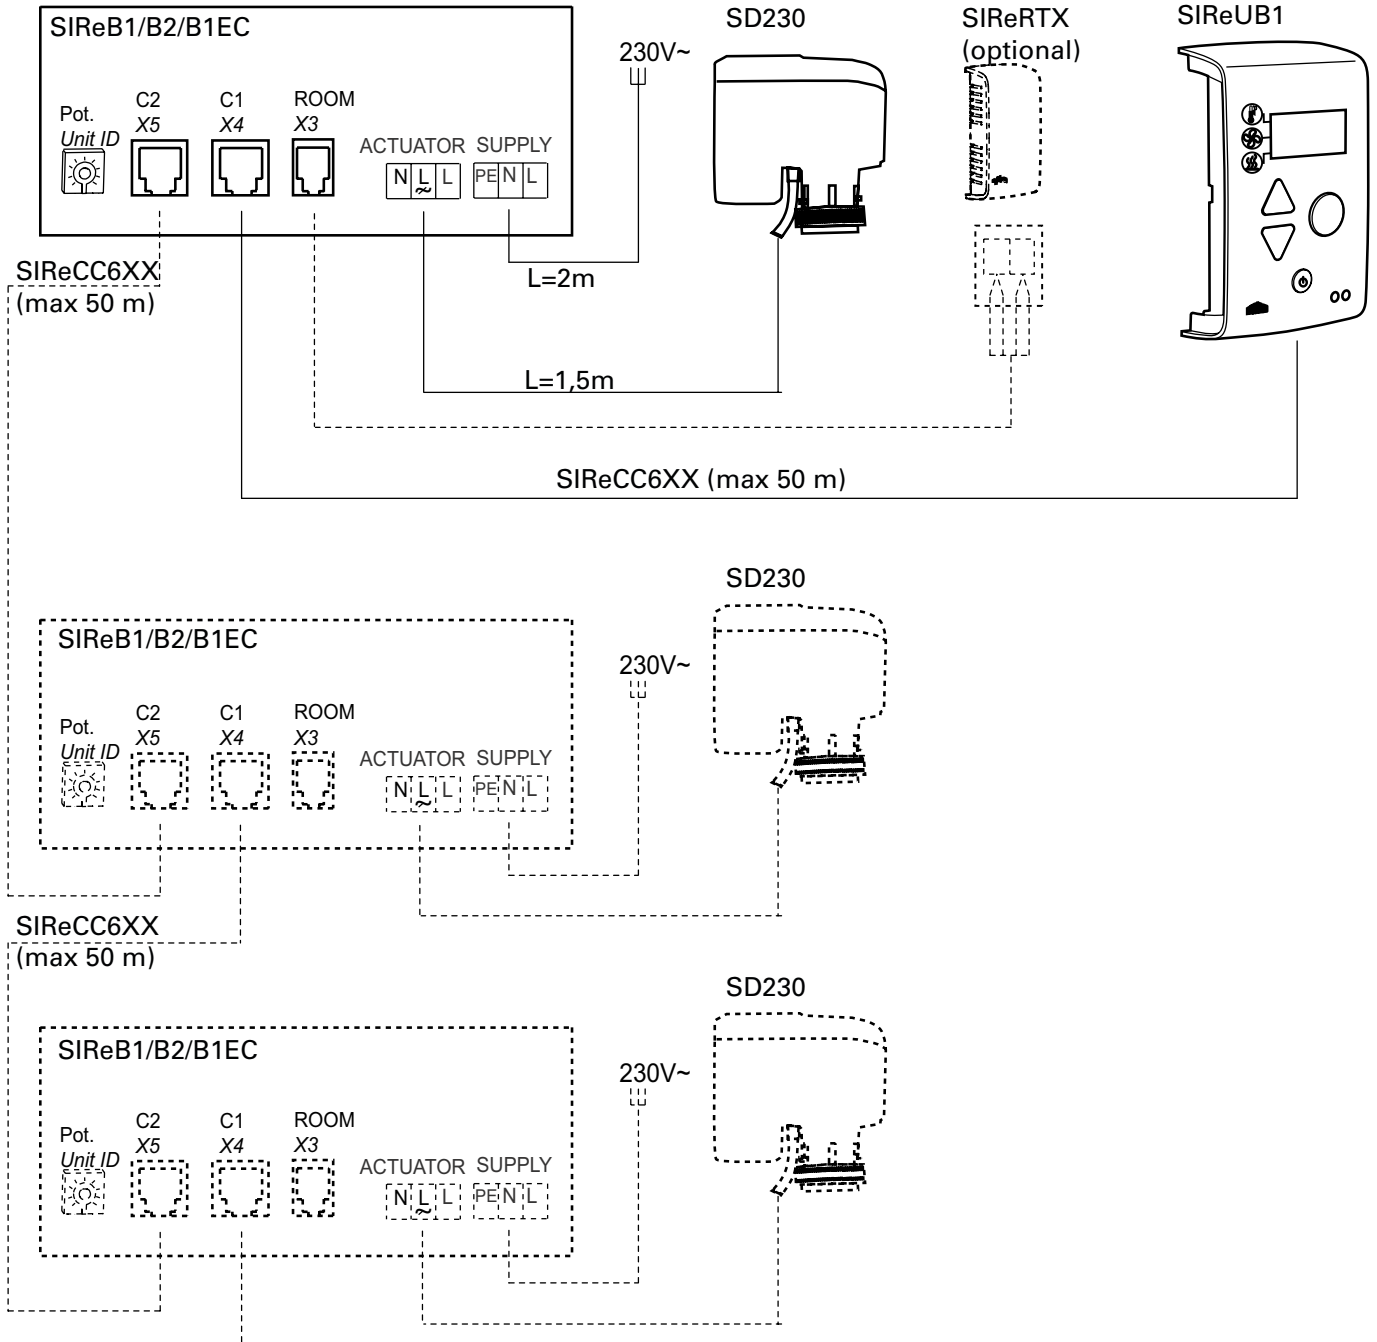 SIReB1/B2/B1EC
SD230
SIReRTX
(optional)
SIReUB1
230V~
Pot.
Unit ID
C2
X5
C1
X4
ROOM
X3
ACTUATOR SUPPLY
N L L PE N L
~
SIReCC6XX
(max 50 m)
L=2m
L=1,5m
SIReCC6XX (max 50 m)
SD230
SIReB1/B2/B1EC
230V~
Pot.
Unit ID
C2
X5
C1
X4
ROOM
X3
ACTUATOR SUPPLY
N L L PE N L
~
SIReCC6XX
(max 50 m)
SD230
SIReB1/B2/B1EC
230V~
Pot.
Unit ID
C2
X5
C1
X4
ROOM
X3
ACTUATOR SUPPLY
N L L PE N L
~